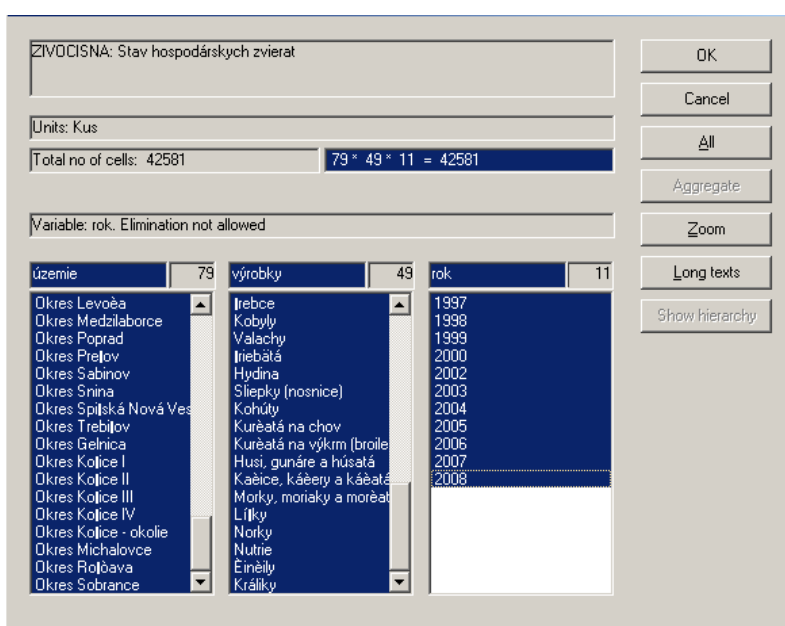 ZIVOCISNA: Stav hospodárskych zvierat
OK
Cancel
Units: Kus
All
Total no of cells: 42581
79 * 49 * 11 = 42581
Aggregate
Variable: rok. Elimination not allowed
Zoom
územie 79
výrobky 49
rok 11
Long texts
Show hierarchy
Okres Levoèa
Okres Medzilaborce
Okres Poprad
Okres Prelov
Okres Sabinov
Okres Snina
Okres Spilská Nová Ves
Okres Trebilov
Okres Gelnica
Okres Kolice I
Okres Kolice II
Okres Kolice III
Okres Kolice IV
Okres Kolice - okolie
Okres Michalovce
Okres Rolòava
Okres Sobrance
Irebce
Kobyly
Valachy
Iriebätá
Hydina
Sliepky (nosnice)
Kohúty
Kurèatá na chov
Kurèatá na výkrm (broile
Husi, gunáre a húsatá
Kaèice, káèery a káèatá
Morky, moriaky a morèat
Lílky
Norky
Nutrie
Èinèily
Králiky
1997
1998
1999
2000
2002
2003
2004
2005
2006
2007
2008